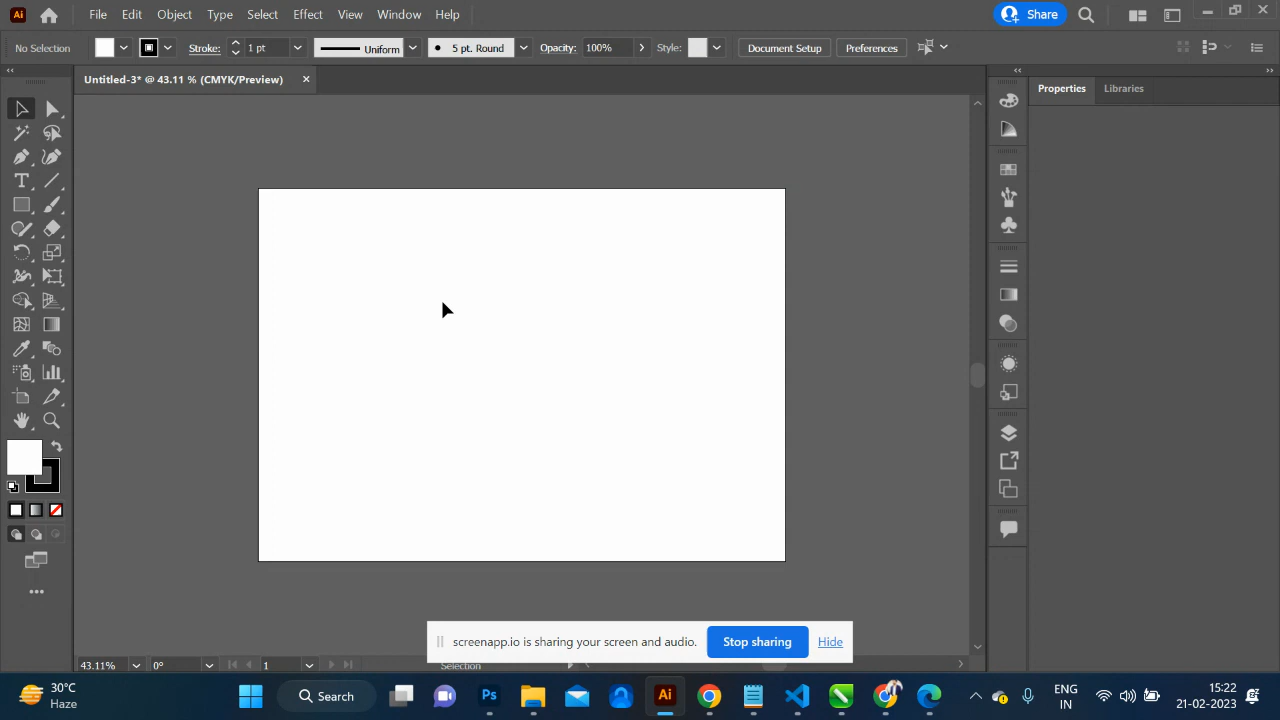 Ai File Edit Object Type Select Effect View Window Help Share
No Selection Stroke: 1 pt Uniform 5 pt. Round Opacity: 100% Style: Document Setup Preferences
Untitled-3* @ 43.11 % (CMYK/Preview) ×
Properties Libraries
screenapp.io is sharing your screen and audio. Stop sharing Hide
43.11% 0° 1 Selection
30°C
Haze
Search
Ps
Ai
ENG
IN
15:22
21-02-2023